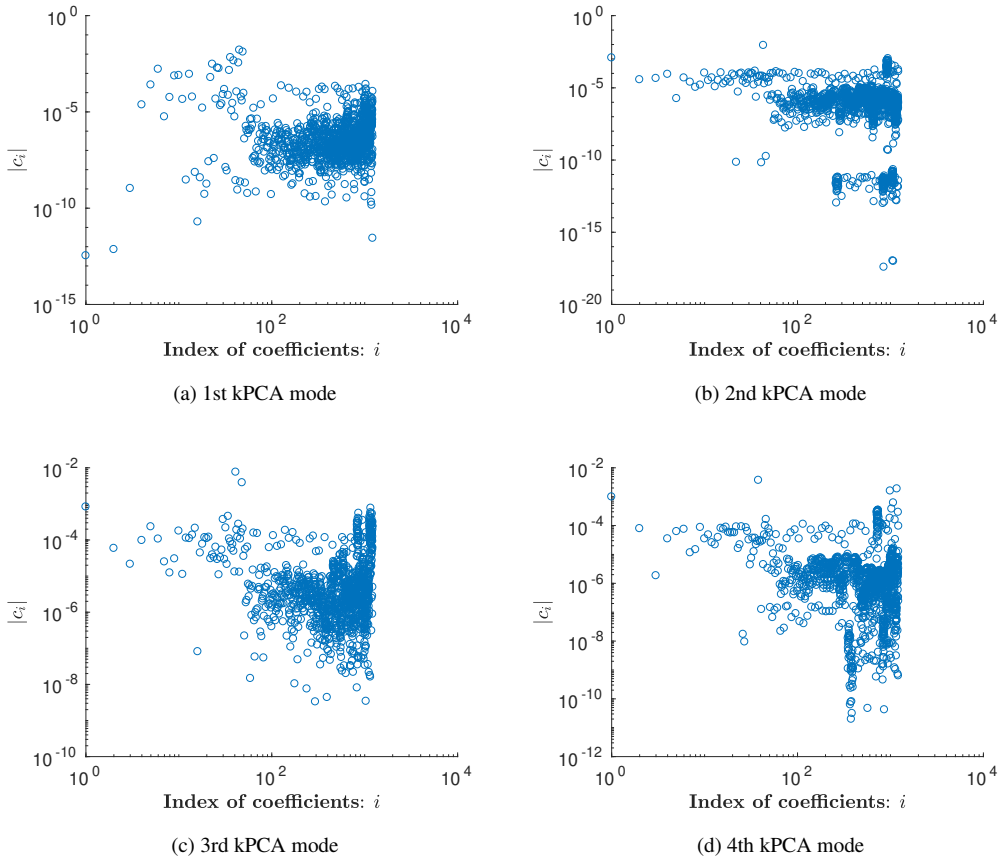 10^0
10^-5
10^-10
10^-15
|c_i|
10^0
10^2
10^4
Index of coefficients: i
(a) 1st kPCA mode
10^0
10^-5
10^-10
10^-15
10^-20
|c_i|
10^0
10^2
10^4
Index of coefficients: i
(b) 2nd kPCA mode
10^-2
10^-4
10^-6
10^-8
10^-10
|c_i|
10^0
10^2
10^4
Index of coefficients: i
(c) 3rd kPCA mode
10^-2
10^-4
10^-6
10^-8
10^-10
10^-12
|c_i|
10^0
10^2
10^4
Index of coefficients: i
(d) 4th kPCA mode